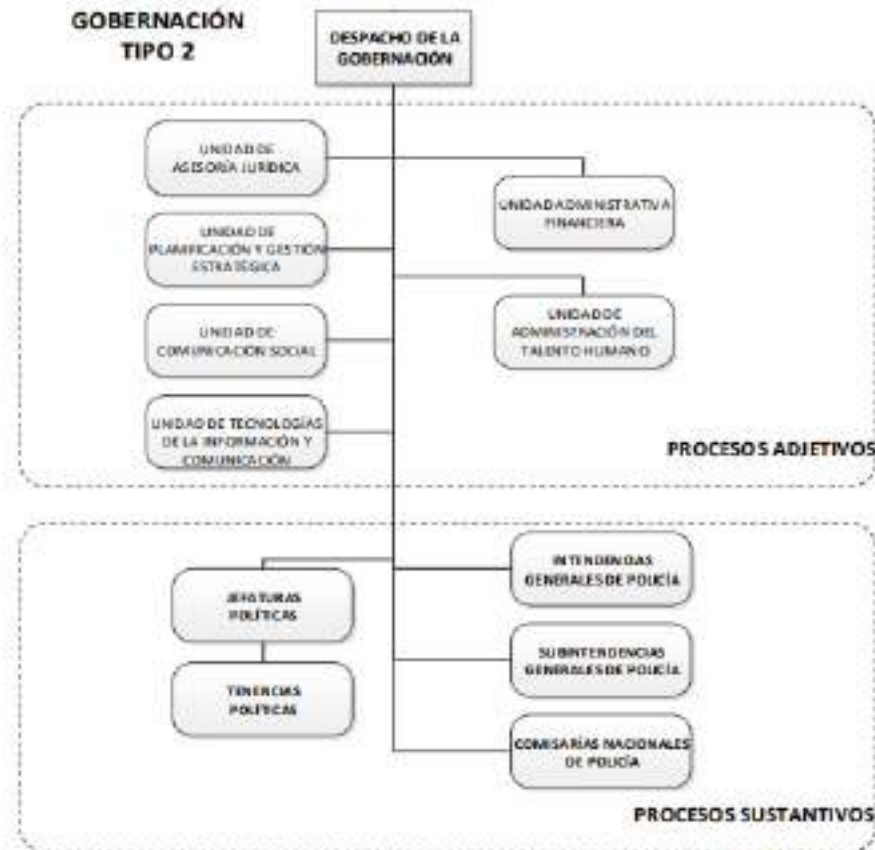 GOBERNACIÓN
TIPO 2
DESPACHO DE LA
GOBERNACIÓN
UNIDAD DE
ASESORÍA JURÍDICA
UNIDAD ADMINISTRATIVA
FINANCIERA
UNIDAD DE
PLANIFICACIÓN Y GESTIÓN
ESTRATÉGICA
UNIDAD DE
ADMINISTRACIÓN DEL
TALENTO HUMANO
UNIDAD DE
COMUNICACIÓN SOCIAL
UNIDAD DE TECNOLOGÍAS
DE LA INFORMACIÓN Y
COMUNICACIÓN
PROCESOS ADJETIVOS
JEFATURAS
POLÍTICAS
INTENDENCIAS
GENERALES DE POLICÍA
TENENCIAS
POLÍTICAS
SUBINTENDENCIAS
GENERALES DE POLICÍA
COMISARÍAS NACIONALES
DE POLICÍA
PROCESOS SUSTANTIVOS